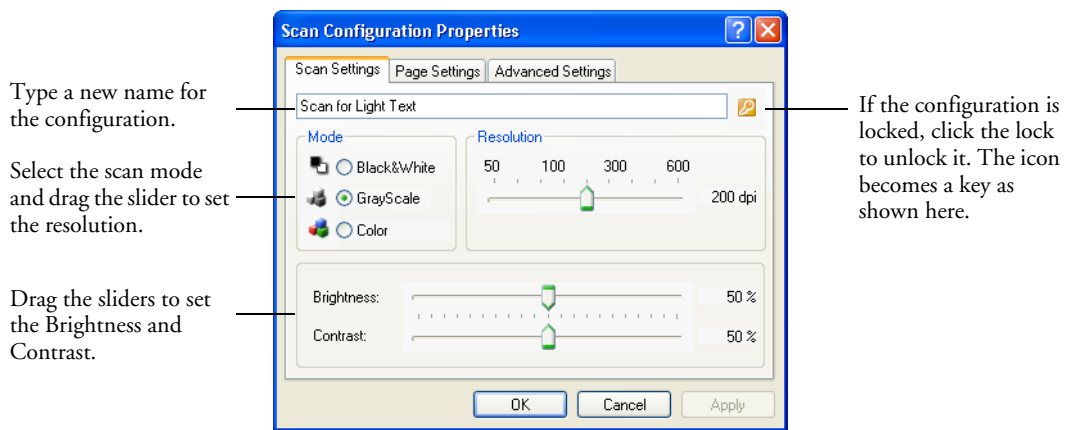 Scan Configuration Properties
Scan Settings Page Settings Advanced Settings
Type a new name for
the configuration.
Scan for Light Text
If the configuration is
locked, click the lock
to unlock it. The icon
becomes a key as
shown here.
Select the scan mode
and drag the slider to set
the resolution.
Mode
Black&White
GrayScale
Color
Resolution
50 100 300 600
200 dpi
Drag the sliders to set
the Brightness and
Contrast.
Brightness: 50 %
Contrast: 50 %
OK Cancel Apply